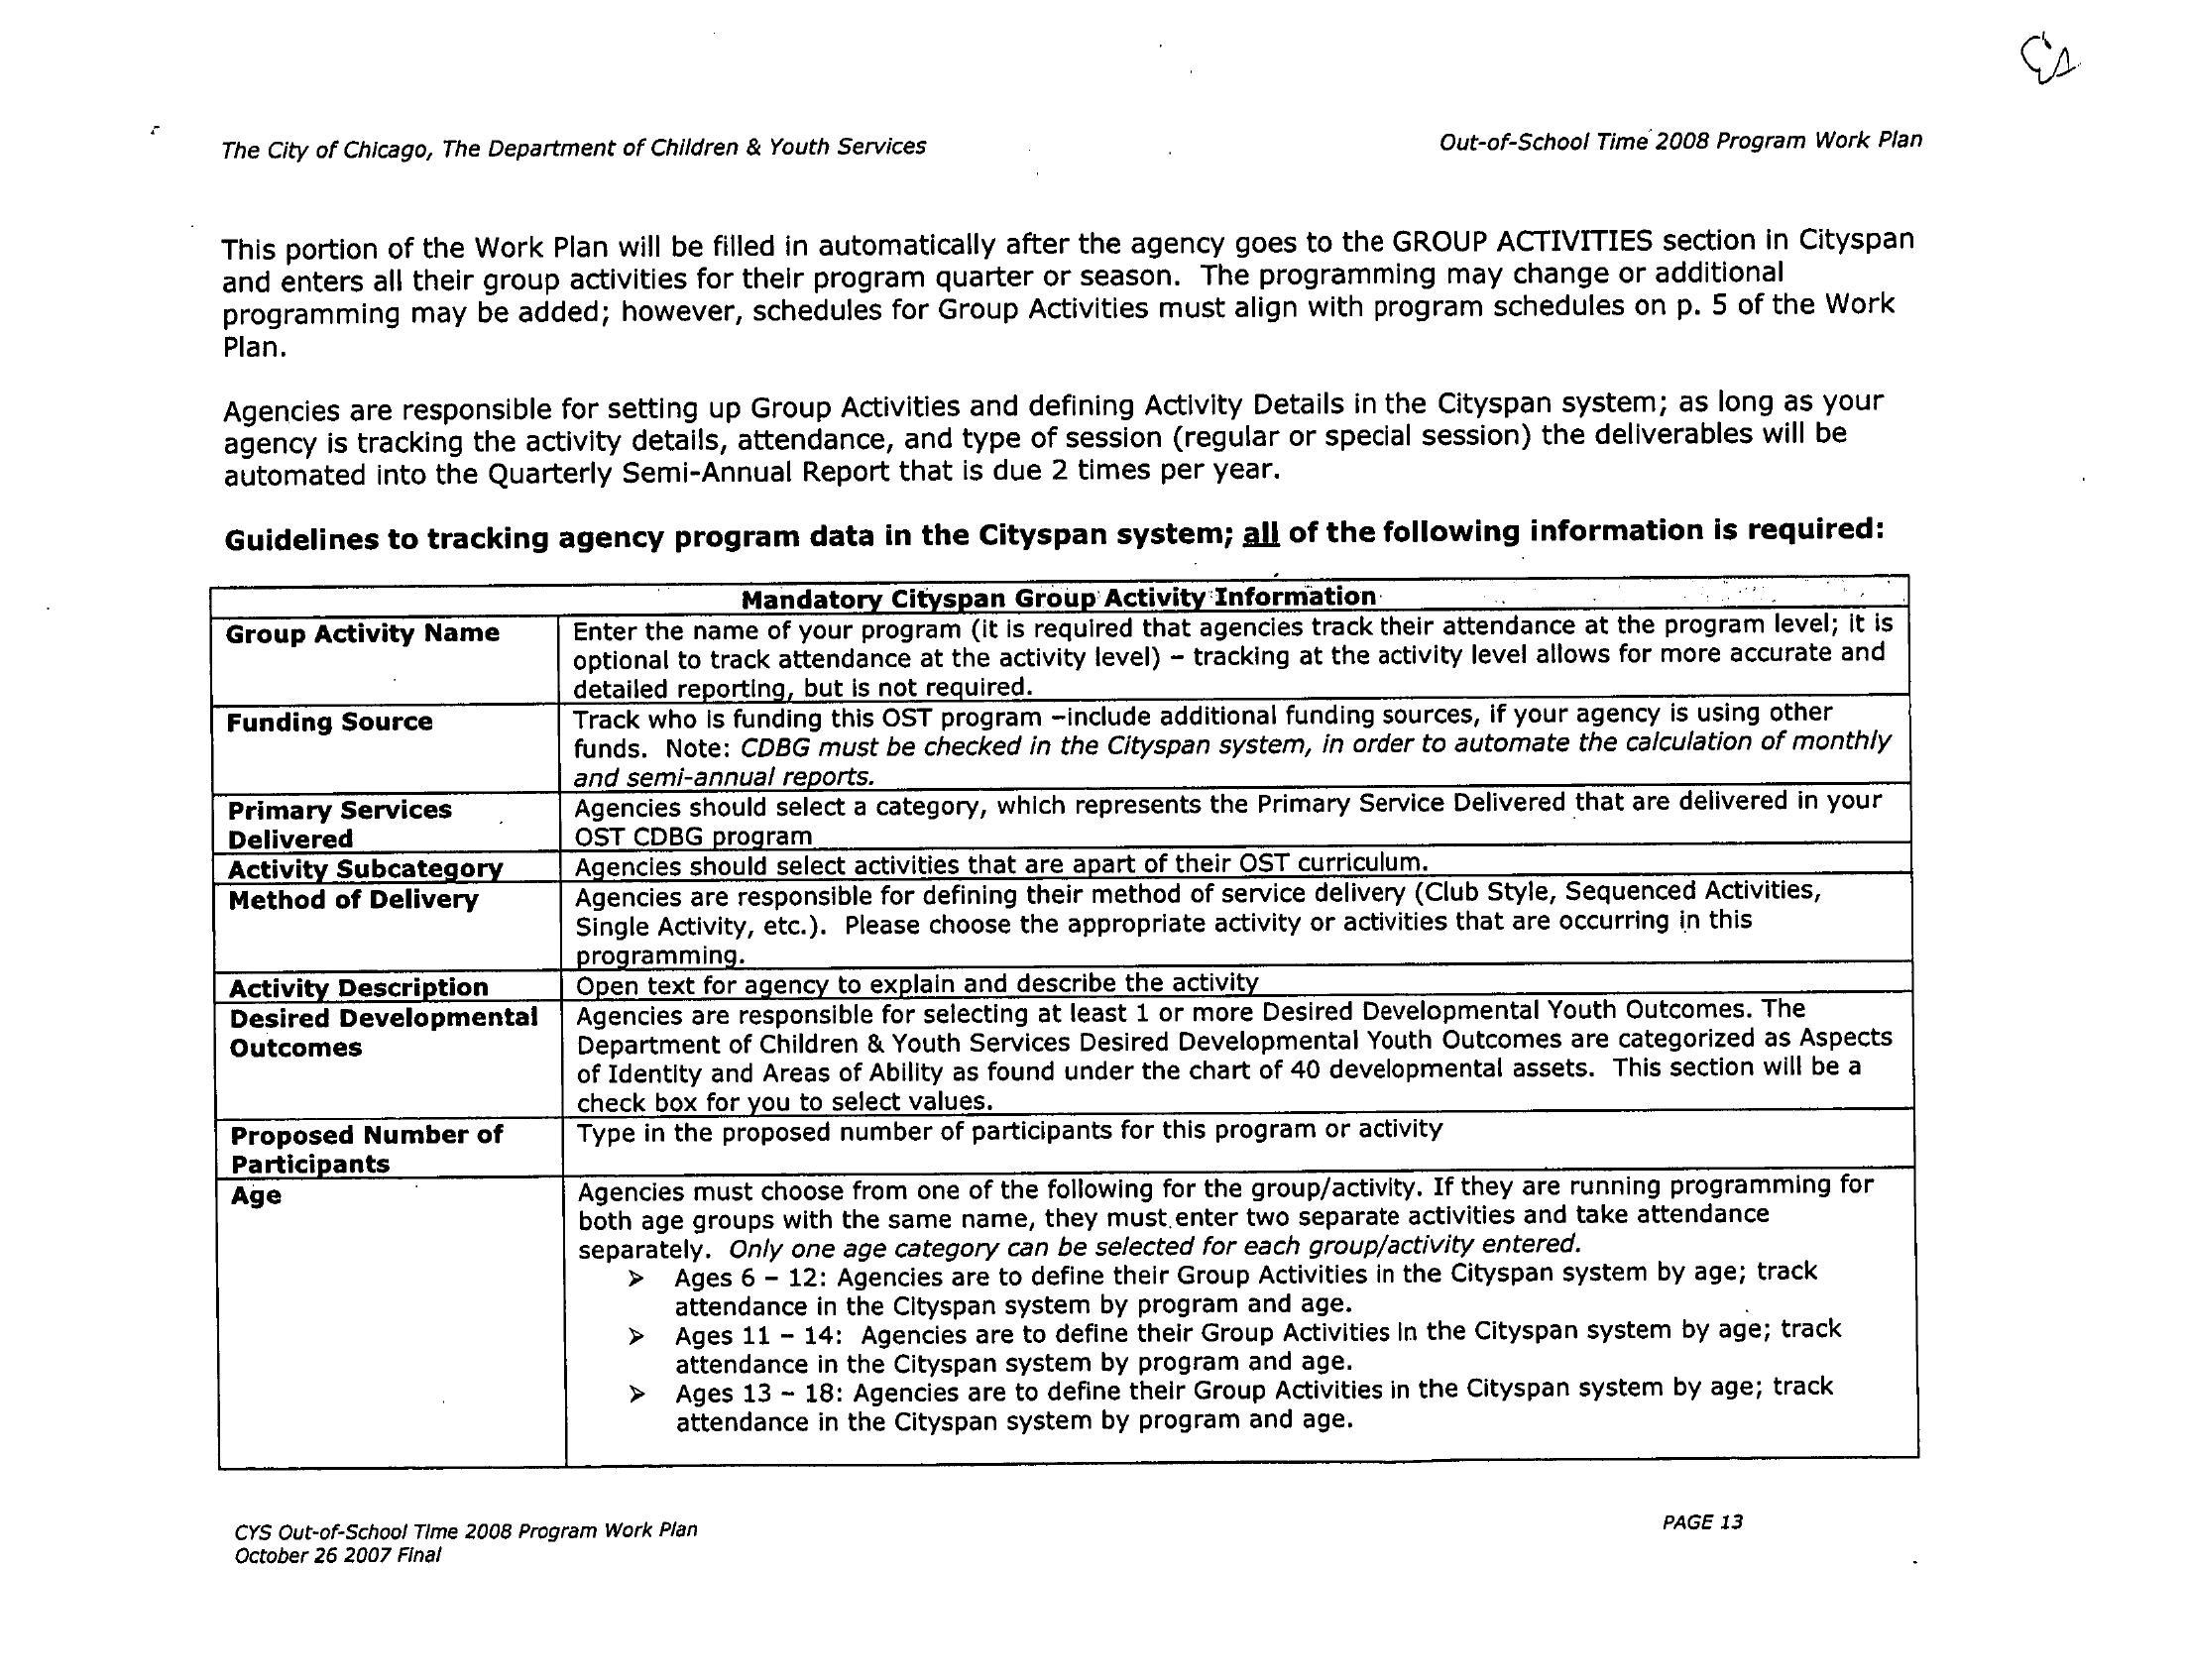 The City of Chicago, The Department of Children & Youth Services
Out-of-School Time 2008 Program Work Plan
This portion of the Work Plan will be filled in automatically after the agency goes to the GROUP ACTIVITIES section in Cityspan
and enters all their group activities for their program quarter or season. The programming may change or additional
programming may be added; however, schedules for Group Activities must align with program schedules on p. 5 of the Work
Plan.
Agencies are responsible for setting up Group Activities and defining Activity Details in the Cityspan system; as long as your
agency is tracking the activity details, attendance, and type of session (regular or special session) the deliverables will be
automated into the Quarterly Semi-Annual Report that is due 2 times per year.
Guidelines to tracking agency program data in the Cityspan system; all of the following information is required:
Mandatory Cityspan Group Activity Information
Group Activity Name
Enter the name of your program (it is required that agencies track their attendance at the program level; it is
optional to track attendance at the activity level) – tracking at the activity level allows for more accurate and
detailed reporting, but is not required.
Funding Source
Track who is funding this OST program –include additional funding sources, if your agency is using other
funds. Note: CDBG must be checked in the Cityspan system, in order to automate the calculation of monthly
and semi-annual reports.
Primary Services
Delivered
Agencies should select a category, which represents the Primary Service Delivered that are delivered in your
OST CDBG program
Activity Subcategory
Agencies should select activities that are apart of their OST curriculum.
Method of Delivery
Agencies are responsible for defining their method of service delivery (Club Style, Sequenced Activities,
Single Activity, etc.). Please choose the appropriate activity or activities that are occurring in this
programming.
Activity Description
Open text for agency to explain and describe the activity
Desired Developmental
Outcomes
Agencies are responsible for selecting at least 1 or more Desired Developmental Youth Outcomes. The
Department of Children & Youth Services Desired Developmental Youth Outcomes are categorized as Aspects
of Identity and Areas of Ability as found under the chart of 40 developmental assets. This section will be a
check box for you to select values.
Proposed Number of
Participants
Type in the proposed number of participants for this program or activity
Age
Agencies must choose from one of the following for the group/activity. If they are running programming for
both age groups with the same name, they must enter two separate activities and take attendance
separately. Only one age category can be selected for each group/activity entered.
➢ Ages 6 – 12: Agencies are to define their Group Activities in the Cityspan system by age; track
attendance in the Cityspan system by program and age.
➢ Ages 11 – 14: Agencies are to define their Group Activities in the Cityspan system by age; track
attendance in the Cityspan system by program and age.
➢ Ages 13 – 18: Agencies are to define their Group Activities in the Cityspan system by age; track
attendance in the Cityspan system by program and age.
CYS Out-of-School Time 2008 Program Work Plan
October 26 2007 Final
PAGE 13